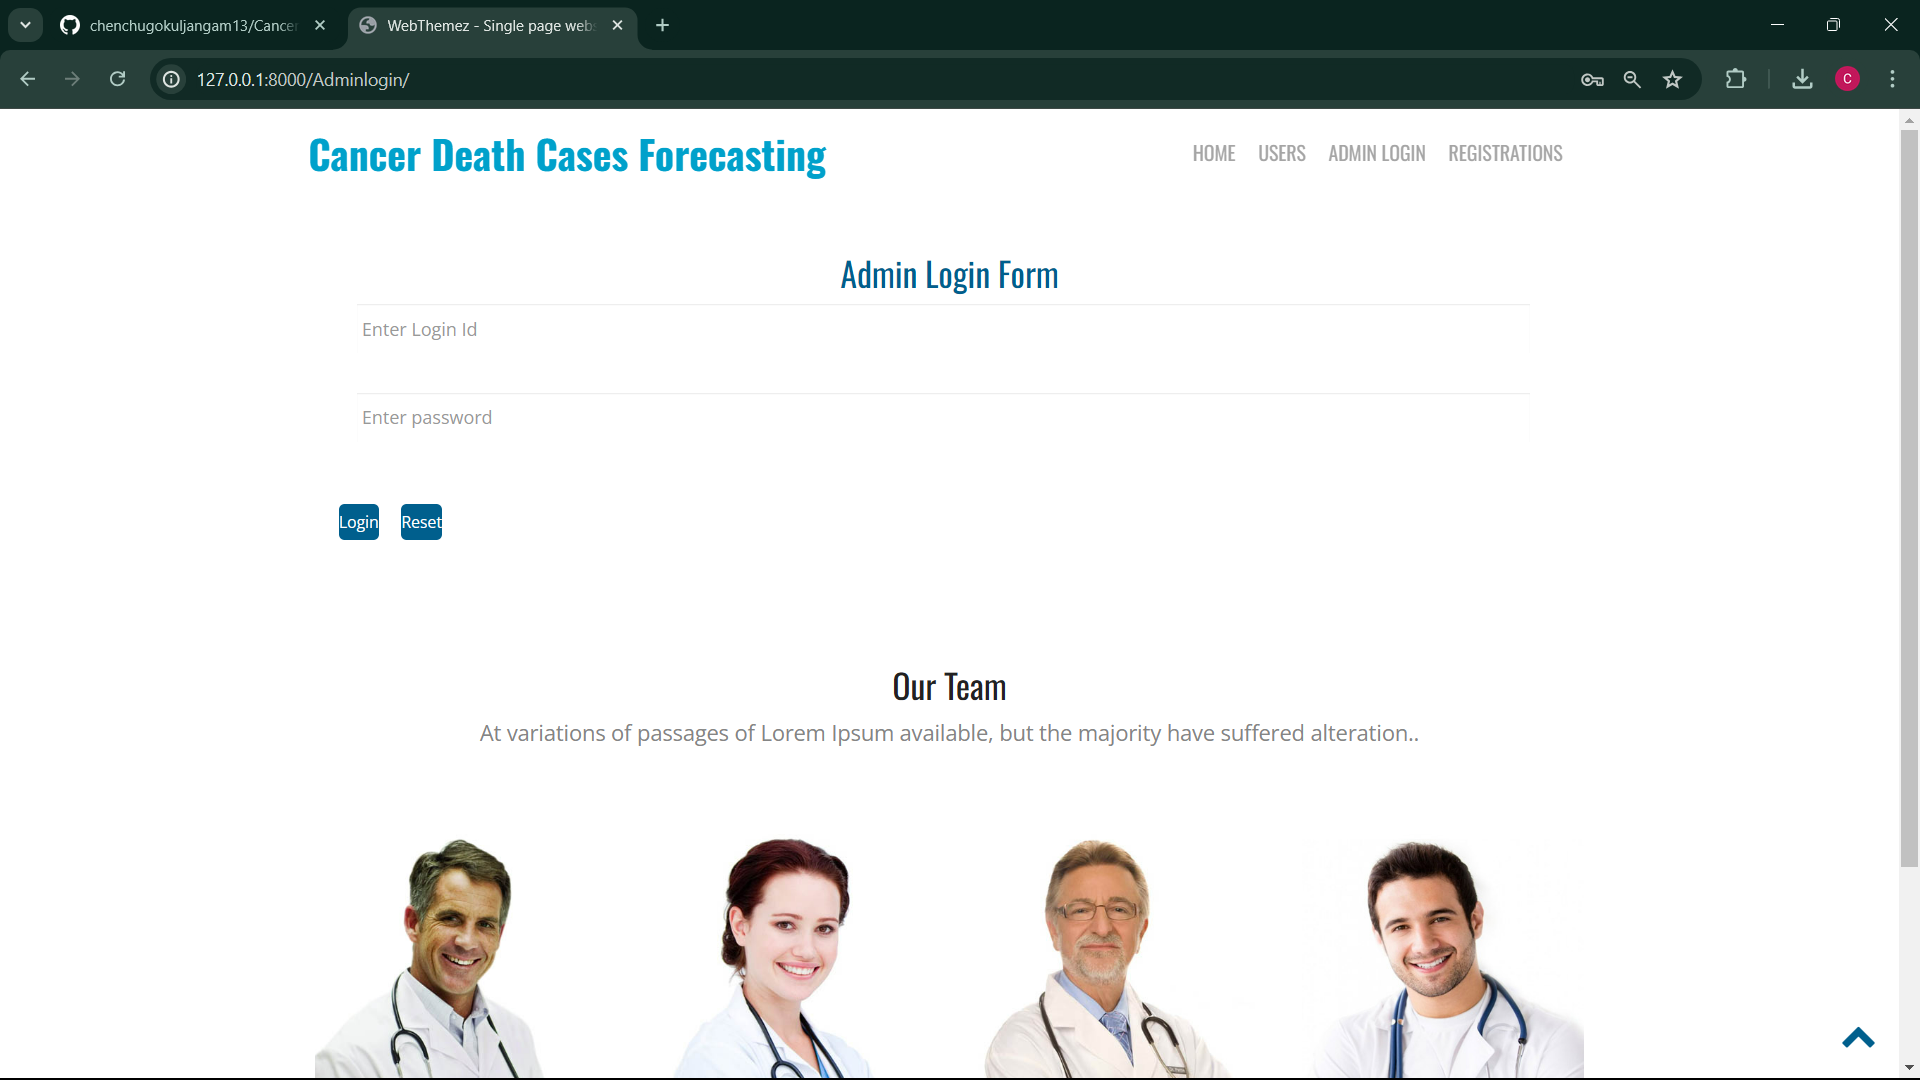 chenchugokuljangam13/Cancer
WebThemez - Single page web
127.0.0.1:8000/Adminlogin/
C
Cancer Death Cases Forecasting
HOME USERS ADMIN LOGIN REGISTRATIONS
Admin Login Form
Enter Login Id
Enter password
Login Reset
Our Team
At variations of passages of Lorem Ipsum available, but the majority have suffered alteration..